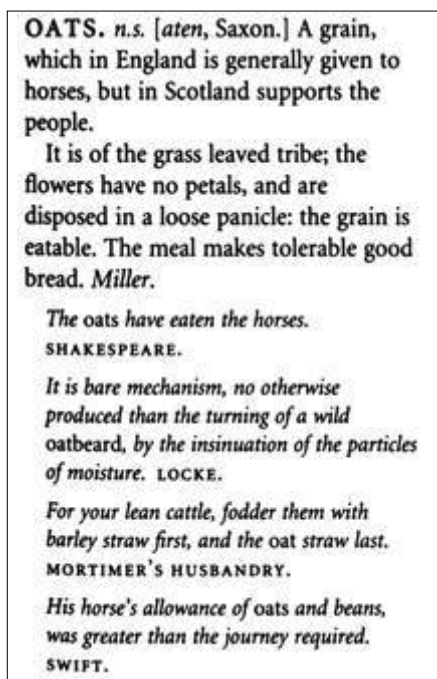 OATS. n.s. [aten, Saxon.] A grain,
which in England is generally given to
horses, but in Scotland supports the
people.
It is of the grass leaved tribe; the
flowers have no petals, and are
disposed in a loose panicle: the grain is
eatable. The meal makes tolerable good
bread. Miller.
The oats have eaten the horses.
SHAKESPEARE.
It is bare mechanism, no otherwise
produced than the turning of a wild
oatbeard, by the insinuation of the particles
of moisture. LOCKE.
For your lean cattle, fodder them with
barley straw first, and the oat straw last.
MORTIMER'S HUSBANDRY.
His horse's allowance of oats and beans,
was greater than the journey required.
SWIFT.